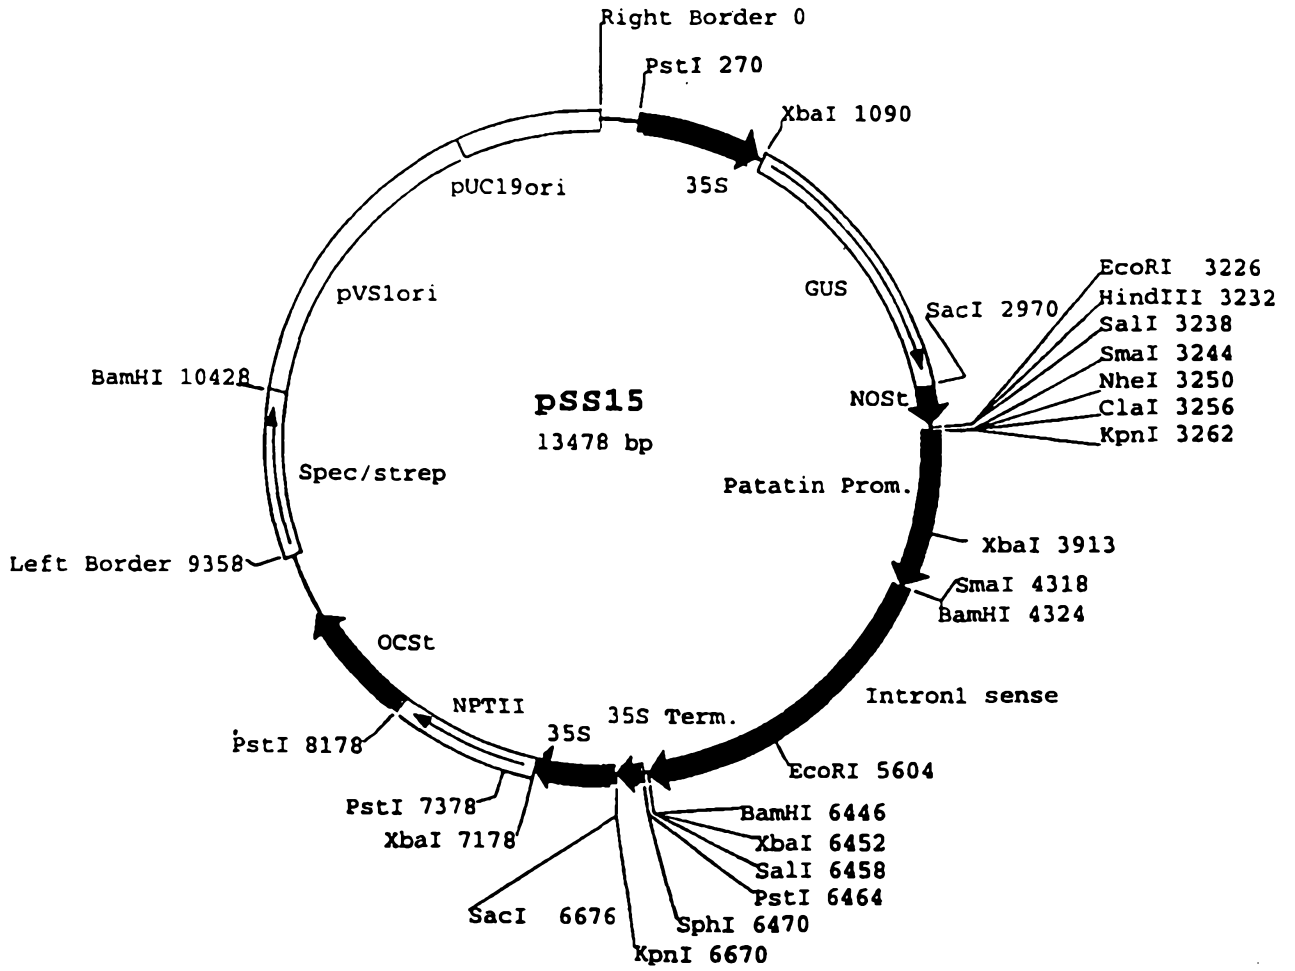 Right Border 0
PstI 270
XbaI 1090
35S
pUC19ori
pVS1ori
GUS
SacI 2970
EcoRI 3226
HindIII 3232
SalI 3238
SmaI 3244
NheI 3250
ClaI 3256
KpnI 3262
BamHI 10428
pSS15
13478 bp
NOSt
Spec/strep
Patatin Prom.
XbaI 3913
Left Border 9358
SmaI 4318
BamHI 4324
OCSt
Intron1 sense
NPTII
35S Term.
35S
PstI 8178
EcoRI 5604
PstI 7378
BamHI 6446
XbaI 7178
XbaI 6452
SalI 6458
PstI 6464
SacI 6676
SphI 6470
KpnI 6670